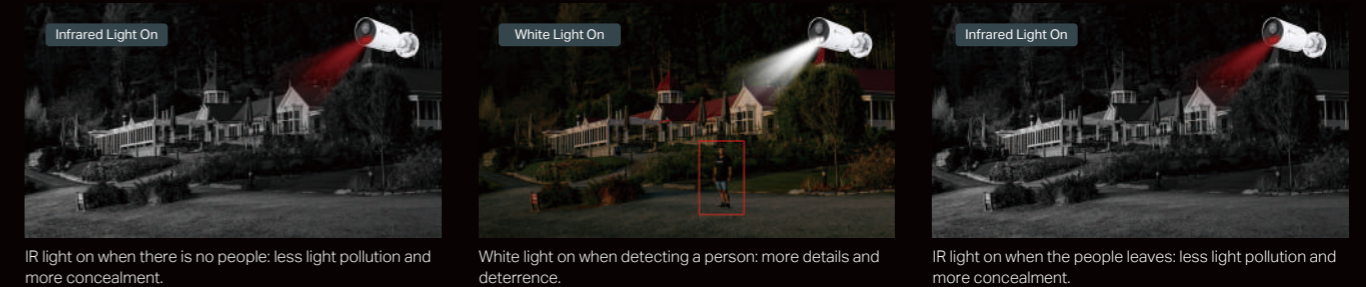 Infrared Light On
White Light On
Infrared Light On
IR light on when there is no people: less light pollution and
more concealment.
White light on when detecting a person: more details and
deterrence.
IR light on when the people leaves: less light pollution and
more concealment.